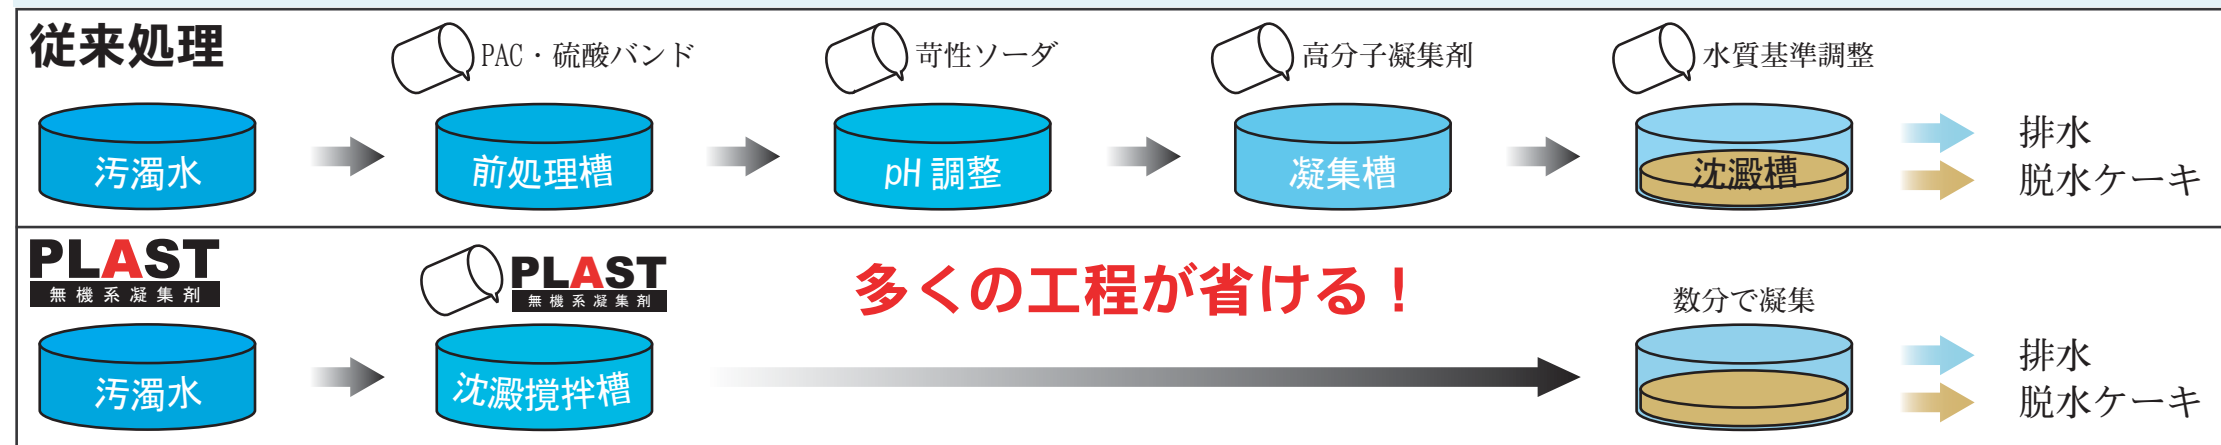 従来処理
PAC・硫酸バンド
苛性ソーダ
高分子凝集剤
水質基準調整
汚濁水
前処理槽
pH調整
凝集槽
沈澱槽
排水
脱水ケーキ
PLAST
無機系凝集剤
PLAST
無機系凝集剤
多くの工程が省ける！
数分で凝集
汚濁水
沈澱撹拌槽
排水
脱水ケーキ